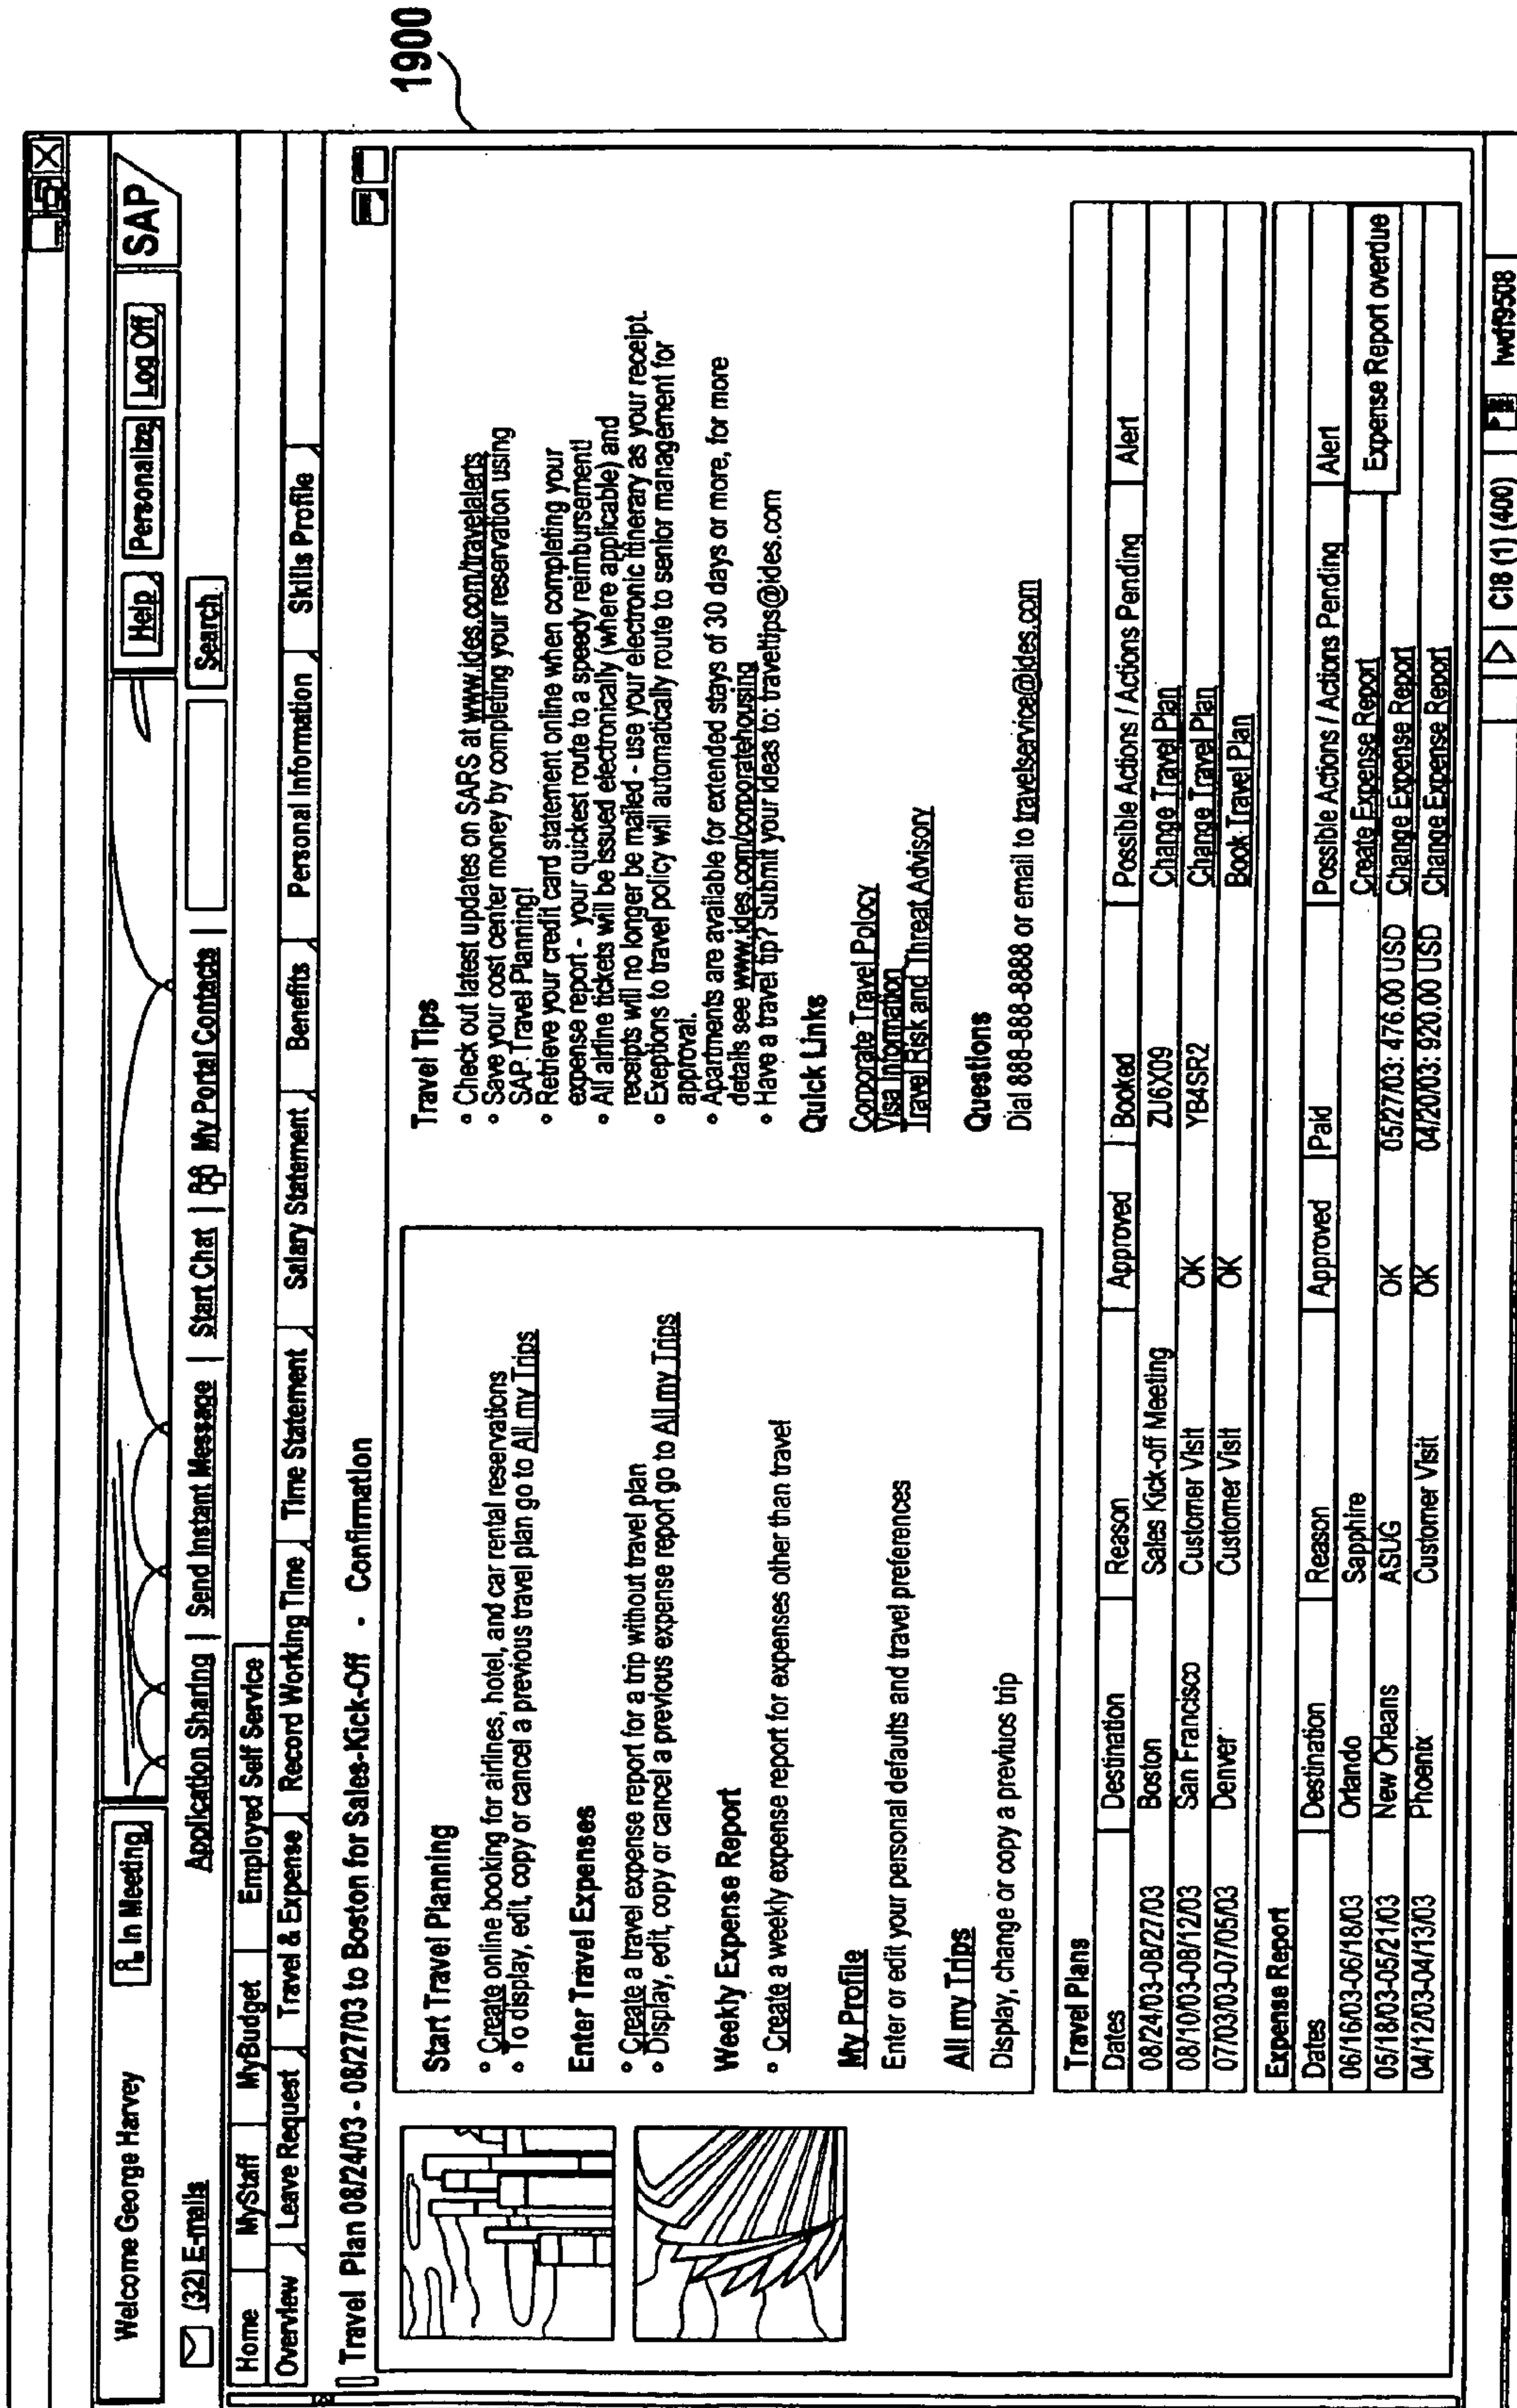 1900
Welcome George Harvey
In Meeting
Help
Personalize
Log Off
SAP
(32) E-mails
Application Sharing | Send Instant Message | Start Chat | My Portal Contacts |
Search
Home
MyStaff
MyBudget
Employed Self Service
Overview
Leave Request
Travel & Expense
Record Working Time
Time Statement
Salary Statement
Benefits
Personal Information
Skills Profile
Travel Plan 08/24/03 - 08/27/03 to Boston for Sales-Kick-Off - Confirmation
Start Travel Planning
• Create online booking for airlines, hotel, and car rental reservations
• To display, edit, copy or cancel a previous travel plan go to All my Trips
Enter Travel Expenses
• Create a travel expense report for a trip without travel plan
• Display, edit, copy or cancel a previous expense report go to All my Trips
Weekly Expense Report
• Create a weekly expense report for expenses other than travel
My Profile
Enter or edit your personal defaults and travel preferences
All my Trips
Display, change or copy a previuos trip
Travel Tips
• Check out latest updates on SARS at www.ides.com/travelalerts
• Save your cost center money by completing your reservation using
SAP Travel Planning!
• Retrieve your credit card statement online when completing your
expense report - your quickest route to a speedy reimbursement!
• All airline tickets will be issued electronically (where applicable) and
receipts will no longer be mailed - use your electronic itinerary as your receipt.
• Exeptions to travel policy will automatically route to senior management for
approval.
• Apartments are available for extended stays of 30 days or more, for more
details see www.ides.com/corporatehousing
• Have a travel tip? Submit your ideas to: traveltips@ides.com
Quick Links
Corporate Travel Polocy
Visa Information
Travel Risk and Threat Advisory
Questions
Dial 888-888-8888 or email to travelservice@ides.com
Travel Plans
Dates Destination Reason Approved Booked Possible Actions / Actions Pending Alert
08/24/03-08/27/03 Boston Sales Kick-off Meeting ZU6X09 Change Travel Plan
08/10/03-08/12/03 San Francisco Customer Visit OK YB4SR2 Change Travel Plan
07/03/03-07/05/03 Denver Customer Visit OK Book Travel Plan
Expense Report
Dates Destination Reason Approved Paid Possible Actions / Actions Pending Alert
06/16/03-06/18/03 Orlando Sapphire Create Expense Report Expense Report overdue
05/18/03-05/21/03 New Orleans ASUG OK 05/27/03: 476.00 USD Change Expense Report
04/12/03-04/13/03 Phoenix Customer Visit OK 04/20/03: 920.00 USD Change Expense Report
CI8 (1) (400)
iwdf9508